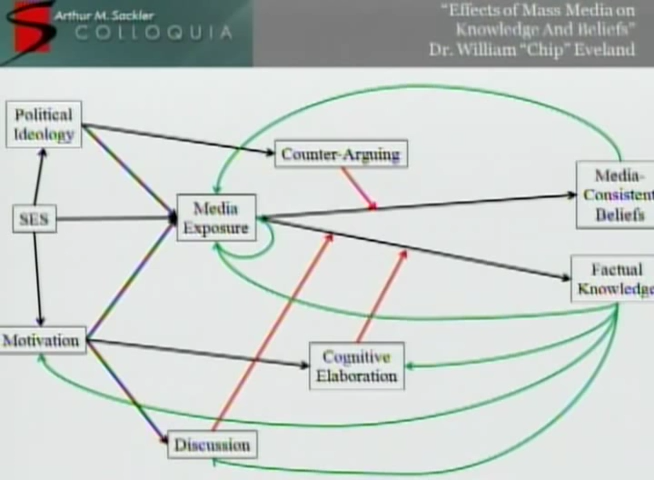 Arthur M. Sackler
COLLOQUIA
"Effects of Mass Media on
Knowledge And Beliefs"
Dr. William "Chip" Eveland
Political
Ideology
Counter-Arguing
Media-
Consistent
Beliefs
SES
Media
Exposure
Factual
Knowledge
Motivation
Cognitive
Elaboration
Discussion